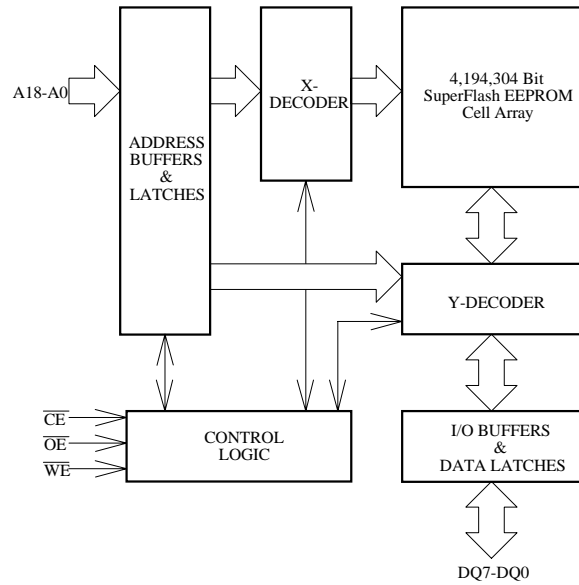 A18-A0
ADDRESS
BUFFERS
&
LATCHES
X-
DECODER
4,194,304 Bit
SuperFlash EEPROM
Cell Array
Y-DECODER
CE
OE
WE
CONTROL
LOGIC
I/O BUFFERS
&
DATA LATCHES
DQ7-DQ0